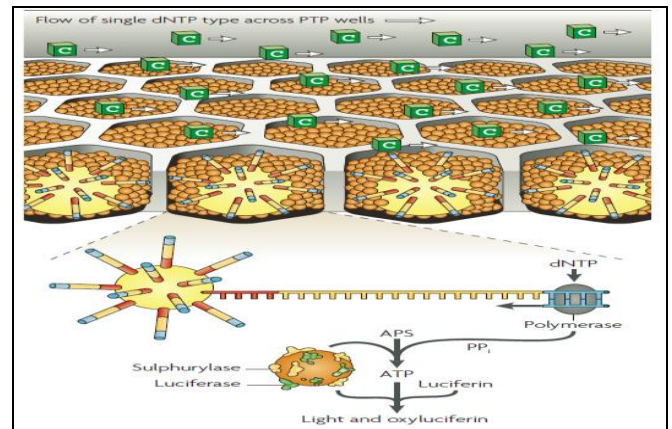 Flow of single dNTP type across PTP wells
C C C C C C
C C C C
C C C C
C C C C
C C
dNTP
Polymerase
APS
PPi
Sulphurylase
Luciferase
ATP
Luciferin
Light and oxyluciferin